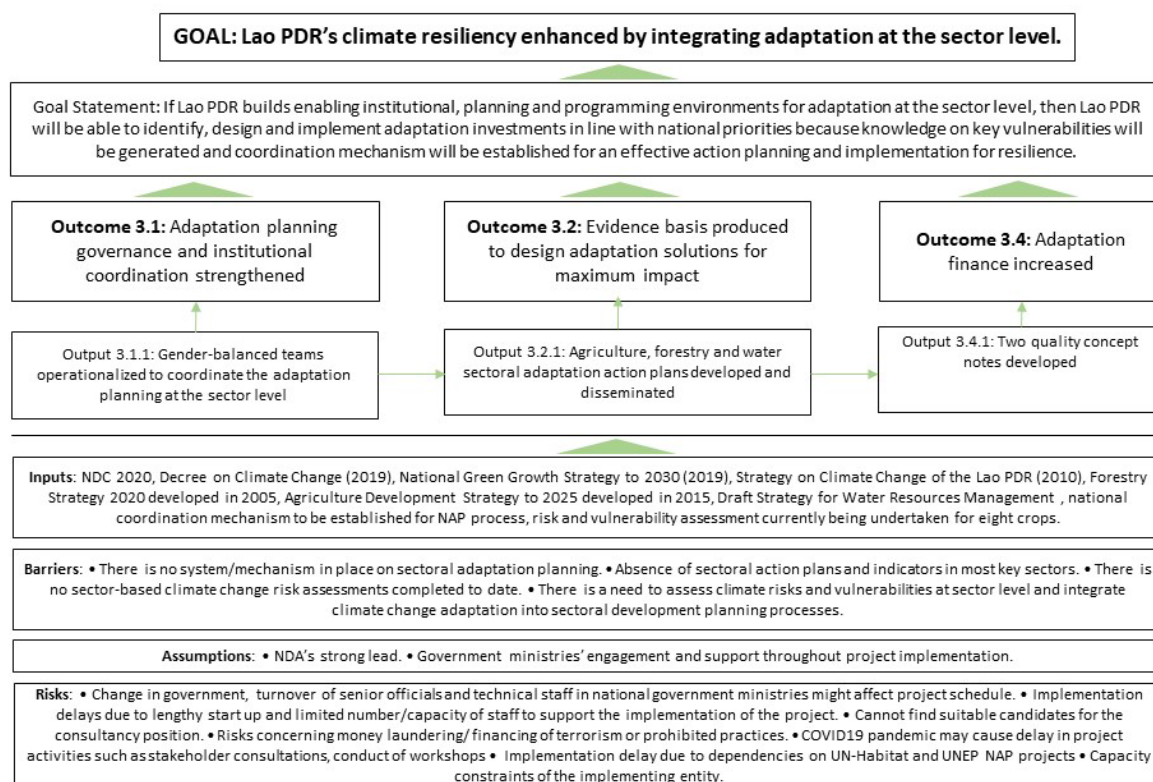 GOAL: Lao PDR's climate resiliency enhanced by integrating adaptation at the sector level.
Goal Statement: If Lao PDR builds enabling institutional, planning and programming environments for adaptation at the sector level, then Lao PDR
will be able to identify, design and implement adaptation investments in line with national priorities because knowledge on key vulnerabilities will
be generated and coordination mechanism will be established for an effective action planning and implementation for resilience.
Outcome 3.1: Adaptation planning
governance and institutional
coordination strengthened
Outcome 3.2: Evidence basis produced
to design adaptation solutions for
maximum impact
Outcome 3.4: Adaptation
finance increased
Output 3.1.1: Gender-balanced teams
operationalized to coordinate the adaptation
planning at the sector level
Output 3.2.1: Agriculture, forestry and water
sectoral adaptation action plans developed and
disseminated
Output 3.4.1: Two quality concept
notes developed
Inputs: NDC 2020, Decree on Climate Change (2019), National Green Growth Strategy to 2030 (2019), Strategy on Climate Change of the Lao PDR (2010), Forestry
Strategy 2020 developed in 2005, Agriculture Development Strategy to 2025 developed in 2015, Draft Strategy for Water Resources Management , national
coordination mechanism to be established for NAP process, risk and vulnerability assessment currently being undertaken for eight crops.
Barriers: • There is no system/mechanism in place on sectoral adaptation planning. • Absence of sectoral action plans and indicators in most key sectors. • There is
no sector-based climate change risk assessments completed to date. • There is a need to assess climate risks and vulnerabilities at sector level and integrate
climate change adaptation into sectoral development planning processes.
Assumptions: • NDA's strong lead. • Government ministries' engagement and support throughout project implementation.
Risks: • Change in government, turnover of senior officials and technical staff in national government ministries might affect project schedule. • Implementation
delays due to lengthy start up and limited number/capacity of staff to support the implementation of the project. • Cannot find suitable candidates for the
consultancy position. • Risks concerning money laundering/ financing of terrorism or prohibited practices. • COVID19 pandemic may cause delay in project
activities such as stakeholder consultations, conduct of workshops • Implementation delay due to dependencies on UN-Habitat and UNEP NAP projects • Capacity
constraints of the implementing entity.